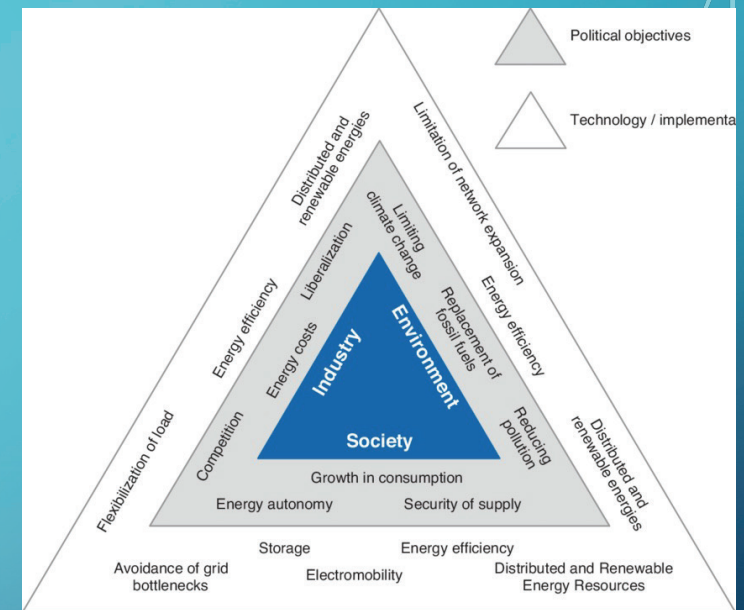 Political objectives
Technology / implementa
Distributed and
renewable energies
Limitation of network expansion
Liberalization
Limiting
climate change
Energy efficiency
Energy costs
Industry
Environment
Replacement of
fossil fuels
Energy efficiency
Flexibilization of load
Competition
Society
Reducing
pollution
Distributed and
renewable energies
Growth in consumption
Energy autonomy
Security of supply
Storage
Energy efficiency
Avoidance of grid
bottlenecks
Electromobility
Distributed and Renewable
Energy Resources